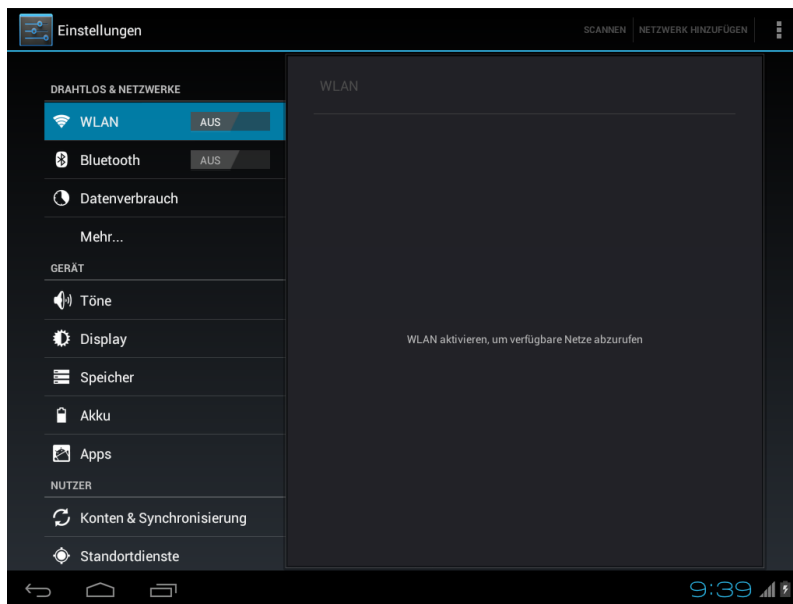 Einstellungen
SCANNEN
NETZWERK HINZUFÜGEN
DRAHTLOS & NETZWERKE
WLAN
AUS
Bluetooth
AUS
Datenverbrauch
Mehr...
GERÄT
Töne
Display
Speicher
Akku
Apps
NUTZER
Konten & Synchronisierung
Standortdienste
WLAN
WLAN aktivieren, um verfügbare Netze abzurufen
9:39